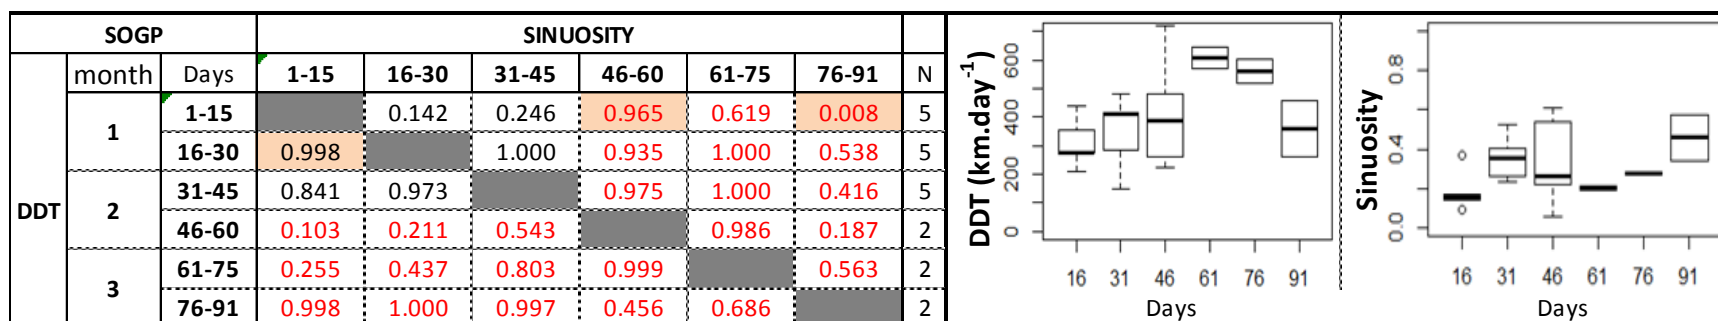 SOGP SINUOSITY
month Days 1-15 16-30 31-45 46-60 61-75 76-91 N
DDT
1 1-15 0.142 0.246 0.965 0.619 0.008 5
16-30 0.998 1.000 0.935 1.000 0.538 5
2 31-45 0.841 0.973 0.975 1.000 0.416 5
46-60 0.103 0.211 0.543 0.986 0.187 2
3 61-75 0.255 0.437 0.803 0.999 0.563 2
76-91 0.998 1.000 0.997 0.456 0.686 2
DDT (km.day⁻¹)
600
400
200
0
16 31 46 61 76 91
Days
Sinuosity
0.8
0.4
0.0
16 31 46 61 76 91
Days